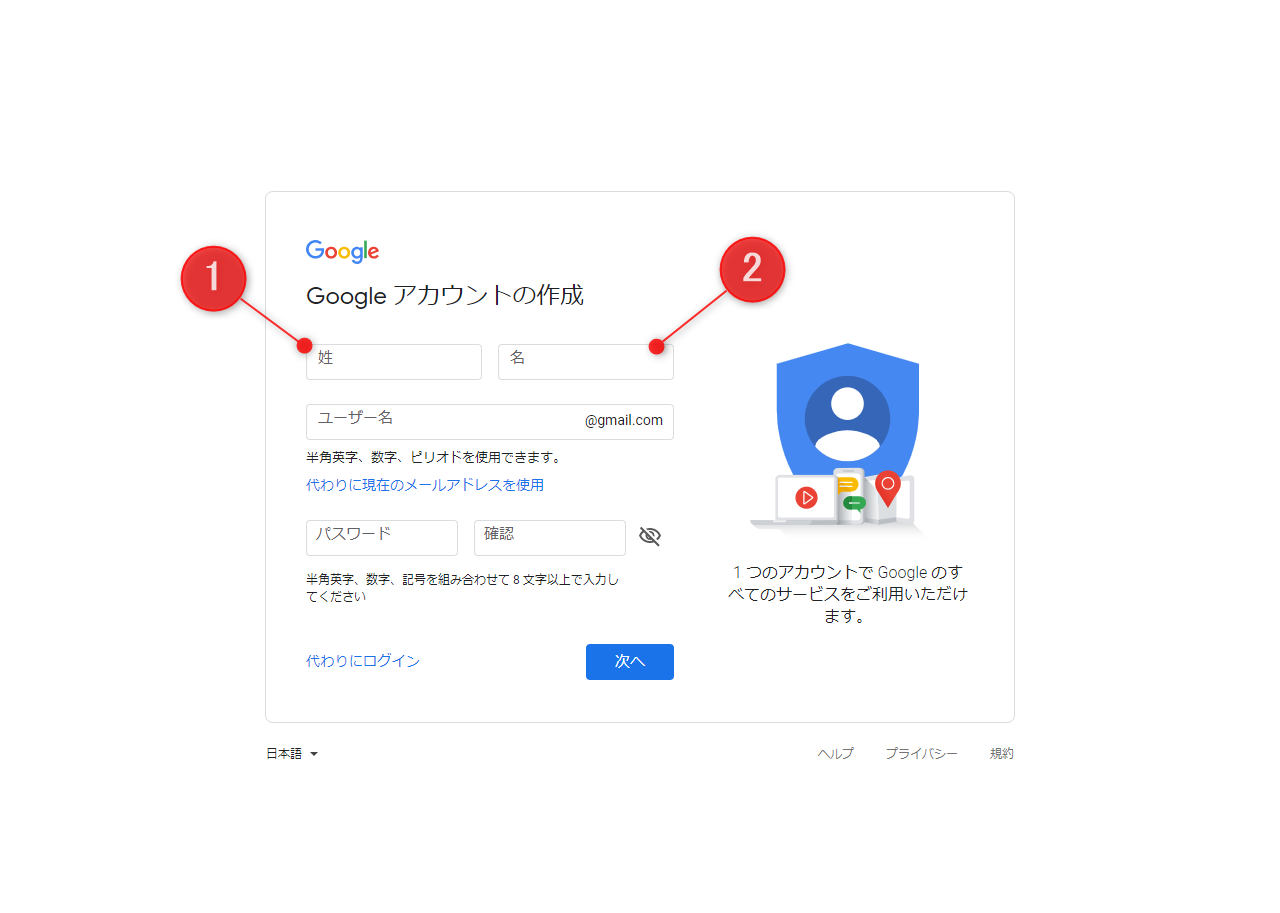 Google
1
2
Google アカウントの作成
姓
名
ユーザー名
@gmail.com
半角英字、数字、ピリオドを使用できます。
代わりに現在のメールアドレスを使用
パスワード
確認
半角英字、数字、記号を組み合わせて 8 文字以上で入力し
てください
代わりにログイン
次へ
1 つのアカウントで Google のす
べてのサービスをご利用いただけ
ます。
日本語
ヘルプ
プライバシー
規約